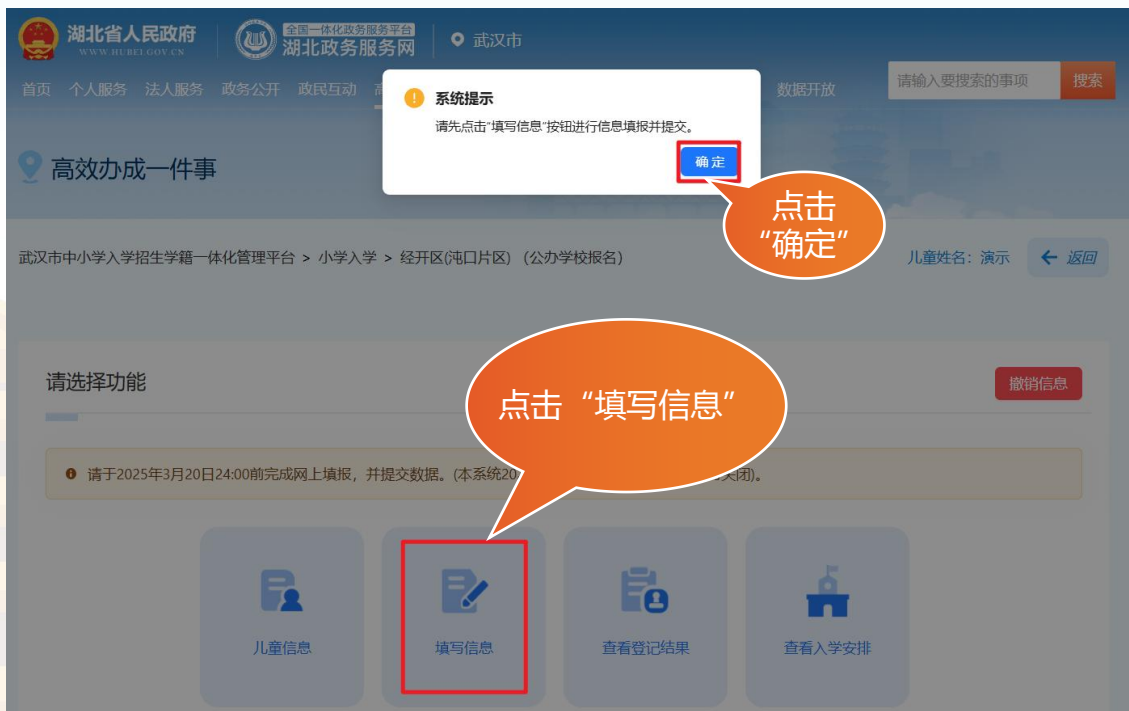 湖北省人民政府
WWW.HUBEI.GOV.CN
全国一体化政务服务平台
湖北政务服务网
武汉市
首页 个人服务 法人服务 政务公开 政民互动
数据开放
请输入要搜索的事项
搜索
系统提示
请先点击“填写信息”按钮进行信息填报并提交。
确定
点击
“确定”
高效办成一件事
武汉市中小学入学招生学籍一体化管理平台 > 小学入学 > 经开区(沌口片区) (公办学校报名)
儿童姓名：演示
返回
请选择功能
撤销信息
点击“填写信息”
请于2025年3月20日24:00前完成网上填报，并提交数据。(本系统20
关闭)。
儿童信息
填写信息
查看登记结果
查看入学安排